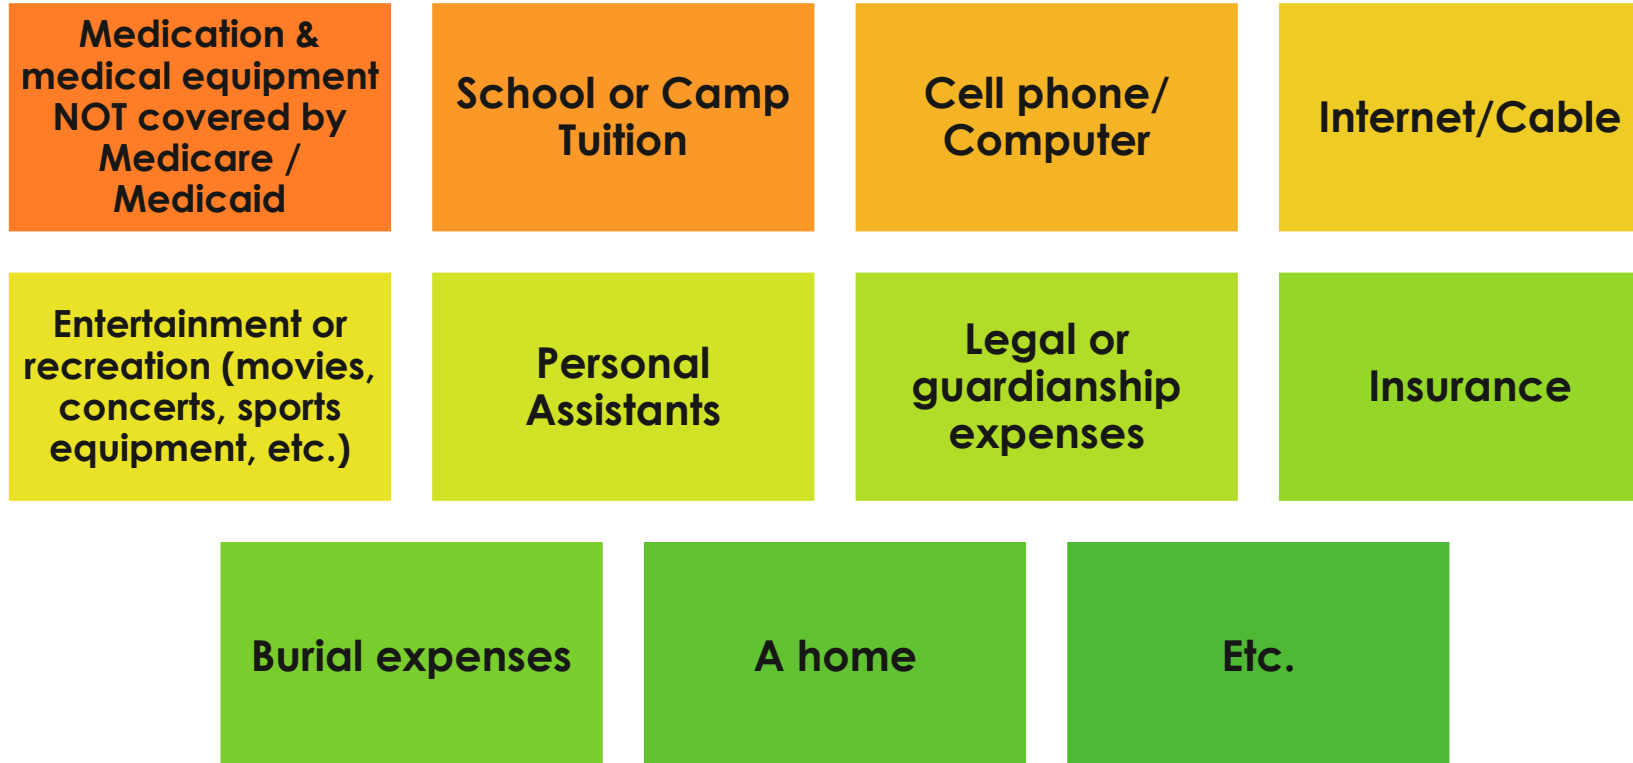 Medication &
medical equipment
NOT covered by
Medicare /
Medicaid
School or Camp
Tuition
Cell phone/
Computer
Internet/Cable
Entertainment or
recreation (movies,
concerts, sports
equipment, etc.)
Personal
Assistants
Legal or
guardianship
expenses
Insurance
Burial expenses
A home
Etc.